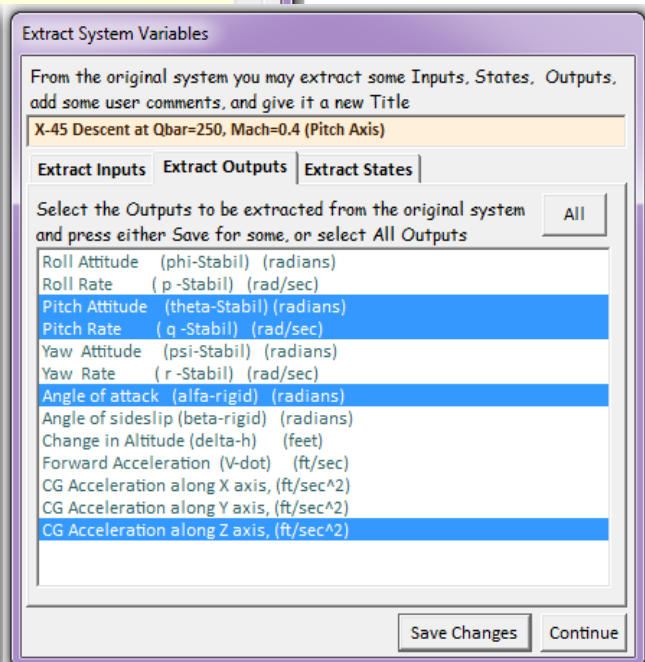 Extract System Variables
From the original system you may extract some Inputs, States, Outputs,
add some user comments, and give it a new Title
X-45 Descent at Qbar=250, Mach=0.4 (Pitch Axis)
Extract Inputs Extract Outputs Extract States
Select the Outputs to be extracted from the original system
and press either Save for some, or select All Outputs
All
Roll Attitude (phi-Stabil) (radians)
Roll Rate ( p -Stabil) (rad/sec)
Pitch Attitude (theta-Stabil) (radians)
Pitch Rate ( q -Stabil) (rad/sec)
Yaw Attitude (psi-Stabil) (radians)
Yaw Rate ( r -Stabil) (rad/sec)
Angle of attack (alfa-rigid) (radians)
Angle of sideslip (beta-rigid) (radians)
Change in Altitude (delta-h) (feet)
Forward Acceleration (V-dot) (ft/sec)
CG Acceleration along X axis, (ft/sec^2)
CG Acceleration along Y axis, (ft/sec^2)
CG Acceleration along Z axis, (ft/sec^2)
Save Changes Continue